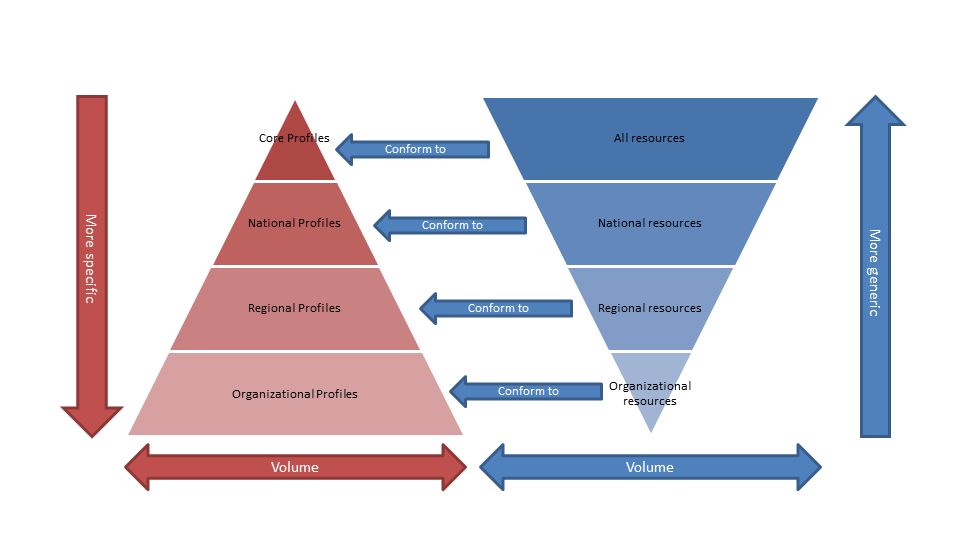 Core Profiles
Conform to
All resources
National Profiles
Conform to
National resources
More specific
More generic
Regional Profiles
Conform to
Regional resources
Organizational Profiles
Conform to
Organizational
resources
Volume
Volume